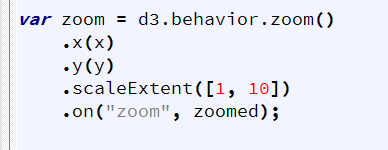 var zoom = d3.behavior.zoom()
    .x(x)
    .y(y)
    .scaleExtent([1, 10])
    .on("zoom", zoomed);